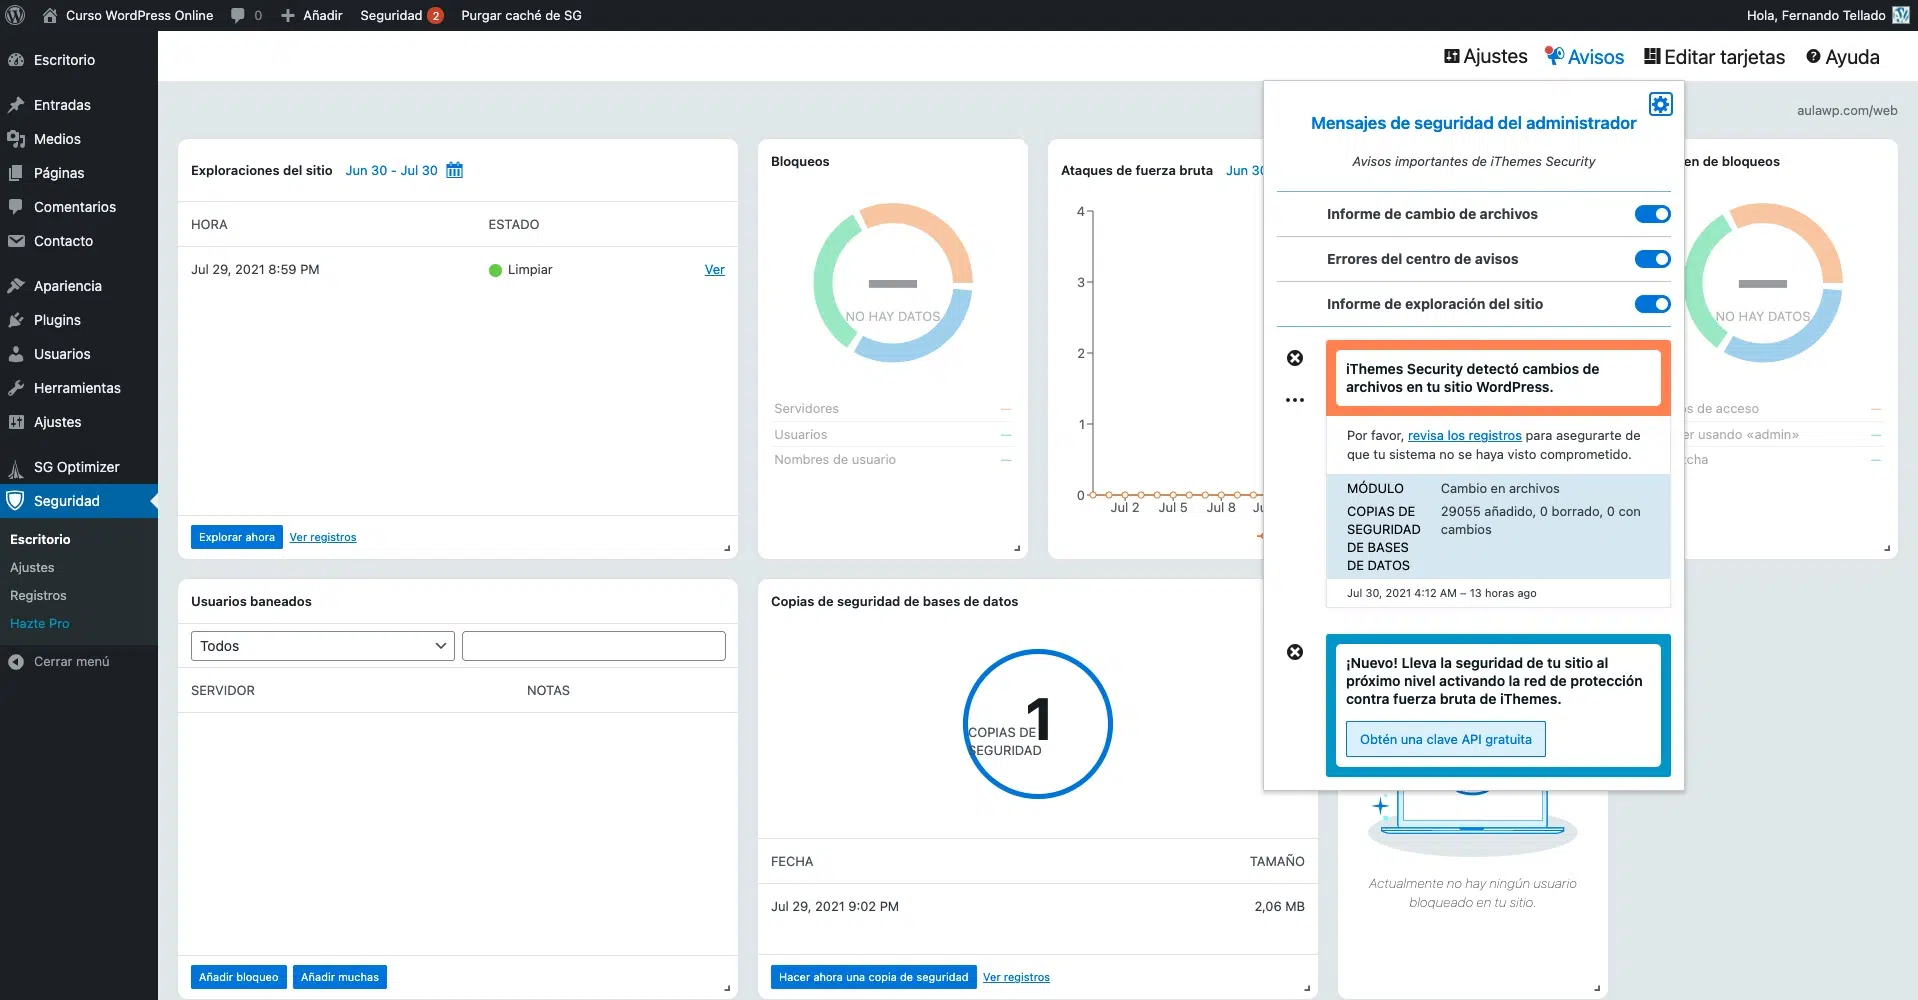 Curso WordPress Online
0
Añadir
Seguridad 2
Purgar caché de SG
Hola, Fernando Tellado
Escritorio
Entradas
Medios
Páginas
Comentarios
Contacto
Apariencia
Plugins
Usuarios
Herramientas
Ajustes
SG Optimizer
Seguridad
Escritorio
Ajustes
Registros
Hazte Pro
Cerrar menú
Ajustes
Avisos
Editar tarjetas
Ayuda
aulawp.com/web
Exploraciones del sitio Jun 30 - Jul 30
HORA ESTADO
Jul 29, 2021 8:59 PM Limpiar Ver
Explorar ahora Ver registros
Bloqueos
NO HAY DATOS
Servidores —
Usuarios —
Nombres de usuario —
Ataques de fuerza bruta Jun 30
4
3
2
1
0
Jul 2 Jul 5 Jul 8
Mensajes de seguridad del administrador
Avisos importantes de iThemes Security
Informe de cambio de archivos
Errores del centro de avisos
Informe de exploración del sitio
iThemes Security detectó cambios de
archivos en tu sitio WordPress.
Por favor, revisa los registros para asegurarte de
que tu sistema no se haya visto comprometido.
MÓDULO Cambio en archivos
COPIAS DE 29055 añadido, 0 borrado, 0 con
SEGURIDAD cambios
DE BASES
DE DATOS
Jul 30, 2021 4:12 AM – 13 horas ago
¡Nuevo! Lleva la seguridad de tu sitio al
próximo nivel activando la red de protección
contra fuerza bruta de iThemes.
Obtén una clave API gratuita
en de bloqueos
NO HAY DATOS
s de acceso —
er usando «admin» —
tcha —
Usuarios baneados
Todos
SERVIDOR NOTAS
Añadir bloqueo Añadir muchas
Copias de seguridad de bases de datos
1
COPIAS DE
SEGURIDAD
FECHA TAMAÑO
Jul 29, 2021 9:02 PM 2,06 MB
Hacer ahora una copia de seguridad Ver registros
Actualmente no hay ningún usuario
bloqueado en tu sitio.